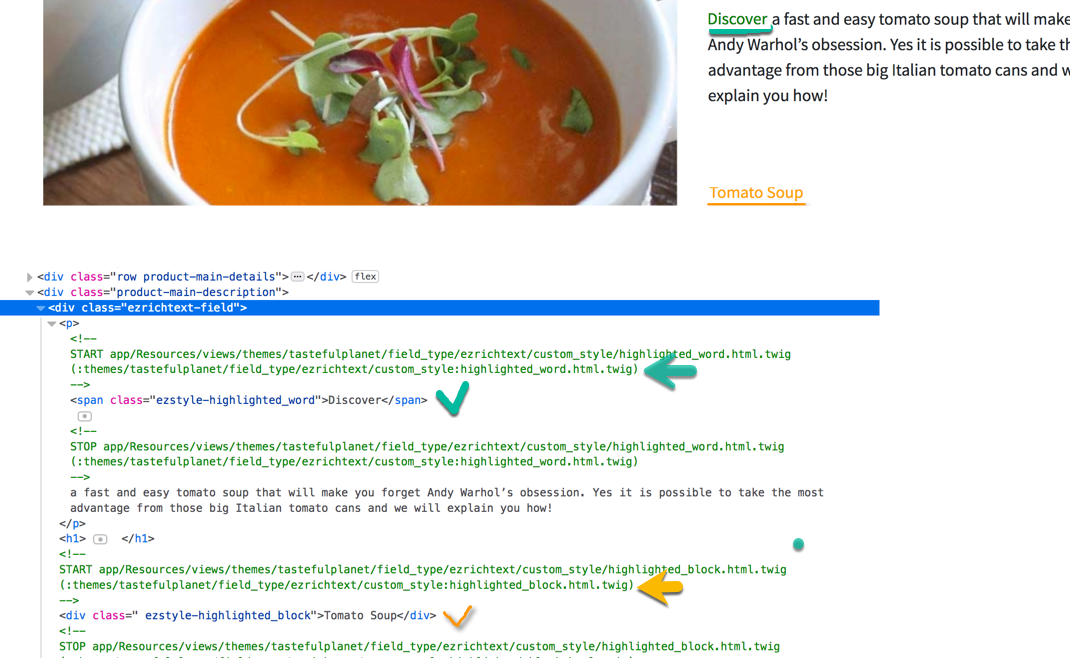 Discover a fast and easy tomato soup that will make
Andy Warhol's obsession. Yes it is possible to take th
advantage from those big Italian tomato cans and w
explain you how!
Tomato Soup
<div class="row product-main-details"> ••• </div> flex
<div class="product-main-description">
<div class="ezrichtext-field">
<p>
<!--
START app/Resources/views/themes/tastefulplanet/field_type/ezrichtext/custom_style/highlighted_word.html.twig
(:themes/tastefulplanet/field_type/ezrichtext/custom_style:highlighted_word.html.twig)
-->
<span class="ezstyle-highlighted_word">Discover</span>
<!--
STOP app/Resources/views/themes/tastefulplanet/field_type/ezrichtext/custom_style/highlighted_word.html.twig
(:themes/tastefulplanet/field_type/ezrichtext/custom_style:highlighted_word.html.twig)
-->
a fast and easy tomato soup that will make you forget Andy Warhol's obsession. Yes it is possible to take the most
advantage from those big Italian tomato cans and we will explain you how!
</p>
<h1> </h1>
<!--
START app/Resources/views/themes/tastefulplanet/field_type/ezrichtext/custom_style/highlighted_block.html.twig
(:themes/tastefulplanet/field_type/ezrichtext/custom_style:highlighted_block.html.twig)
-->
<div class=" ezstyle-highlighted_block">Tomato Soup</div>
<!--
STOP app/Resources/views/themes/tastefulplanet/field_type/ezrichtext/custom_style/highlighted_block.html.twig